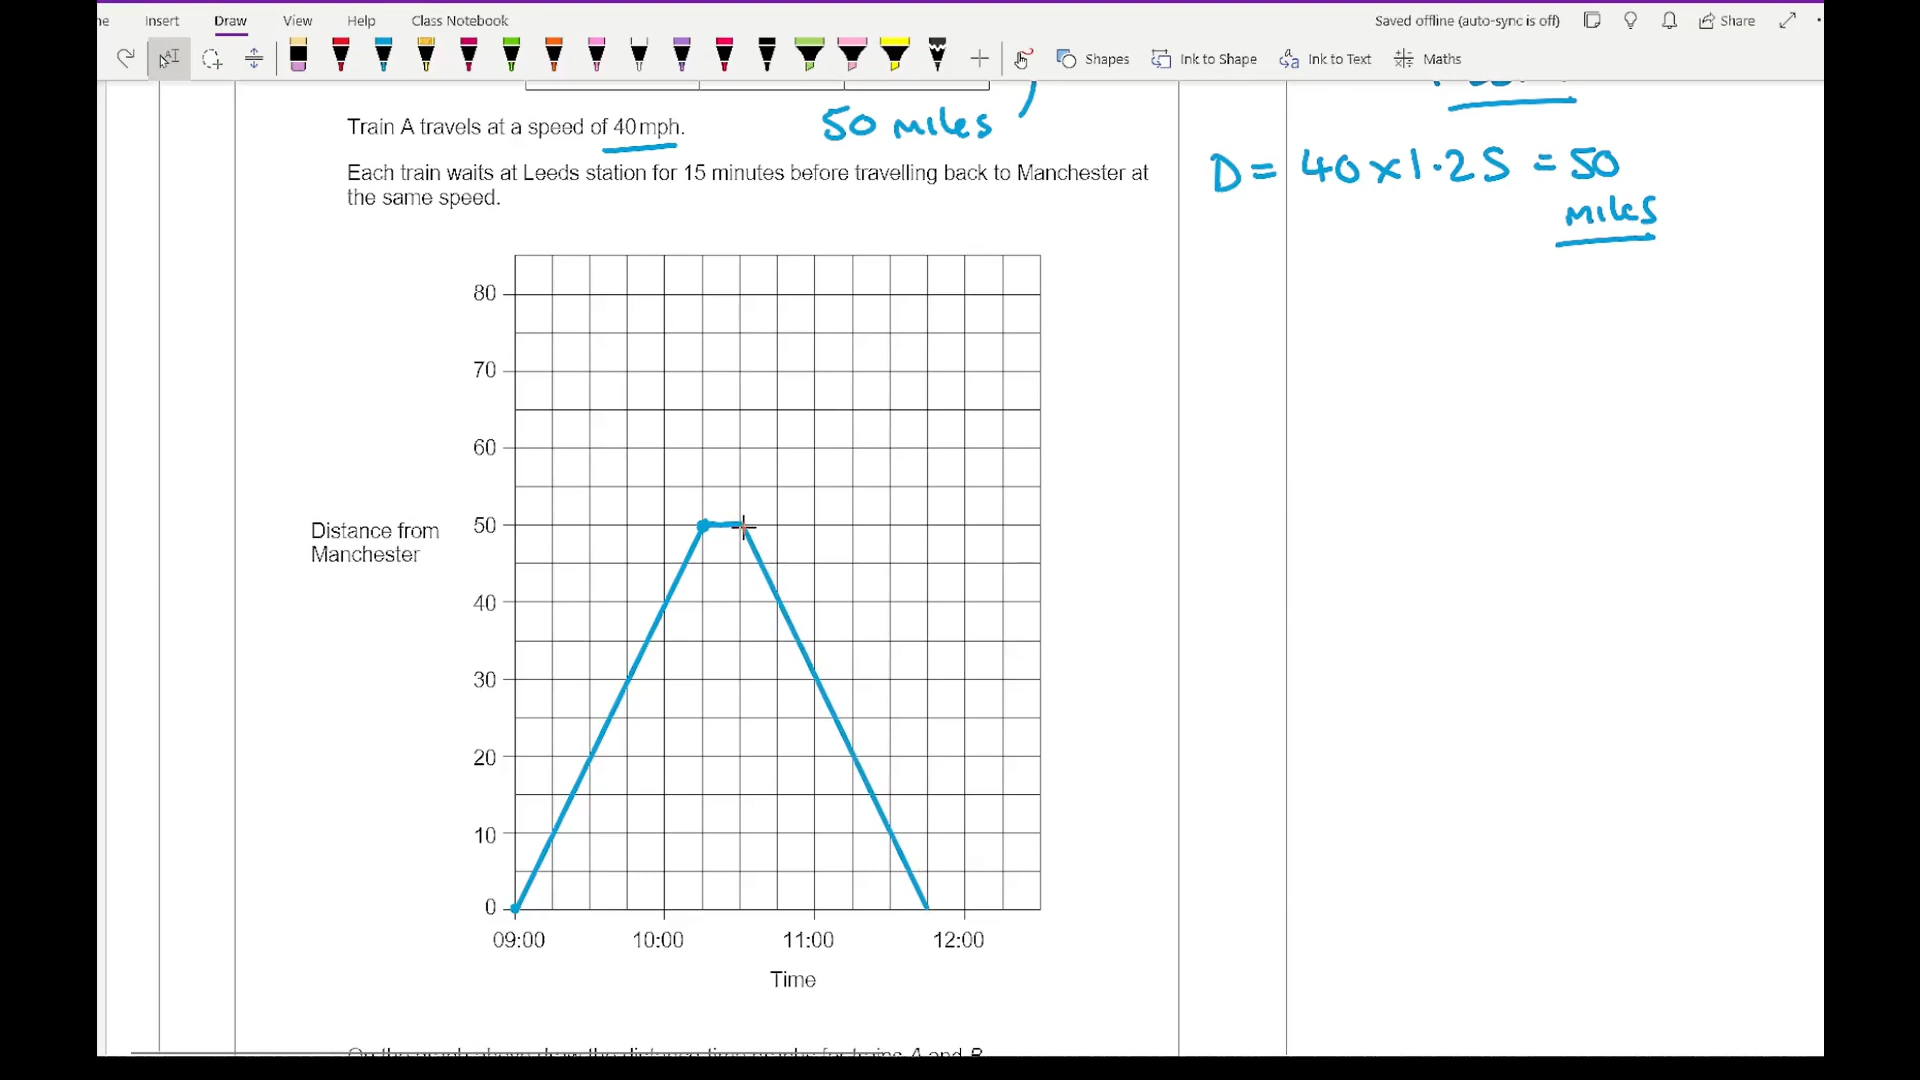 Insert Draw View Help Class Notebook Saved offline (auto-sync is off) Share
Shapes Ink to Shape Ink to Text Maths
Train A travels at a speed of 40 mph.
50 miles
Each train waits at Leeds station for 15 minutes before travelling back to Manchester at
the same speed.
D = 40 x 1.25 = 50
miles
80
70
60
50
Distance from
Manchester
40
30
20
10
0
09:00 10:00 11:00 12:00
Time